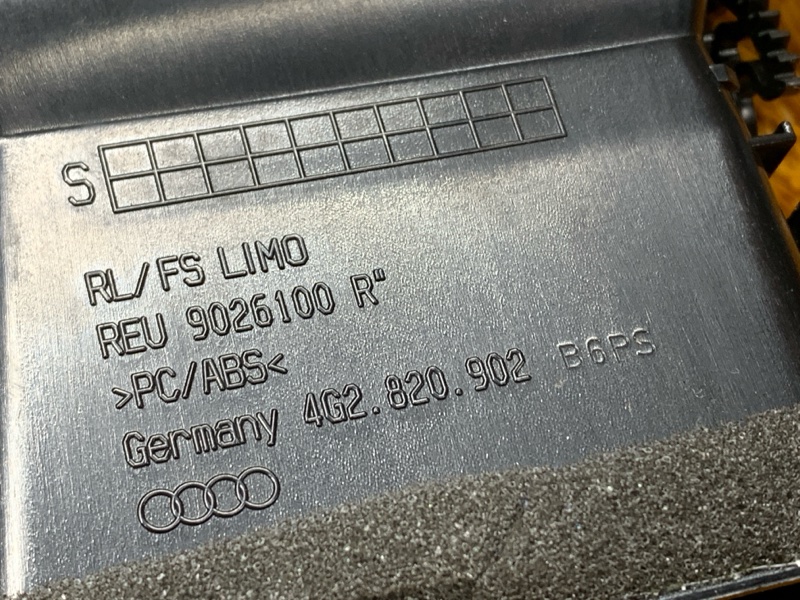 S
RL/FS LIMO
REU 9026100 R"
>PC/ABS<
Germany 4G2.820.902 B6PS